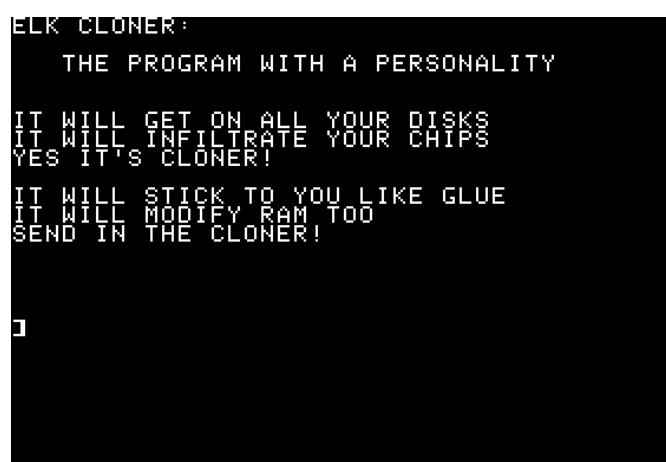 ELK CLONER:
THE PROGRAM WITH A PERSONALITY
IT WILL GET ON ALL YOUR DISKS
IT WILL INFILTRATE YOUR CHIPS
YES IT'S CLONER!
IT WILL STICK TO YOU LIKE GLUE
IT WILL MODIFY RAM TOO
SEND IN THE CLONER!
]